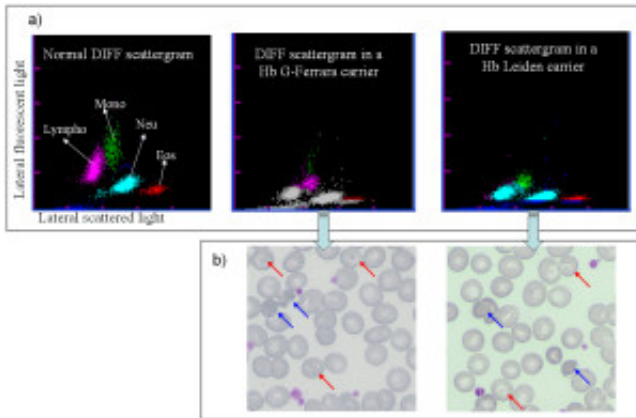 a)
Normal DIFF scattergram
DIFF scattergram in a
Hb G-Ferrara carrier
DIFF scattergram in a
Hb Leiden carrier
Lateral fluorescent light
Mono
Lympho
Neu
Eos
Lateral scattered light
b)